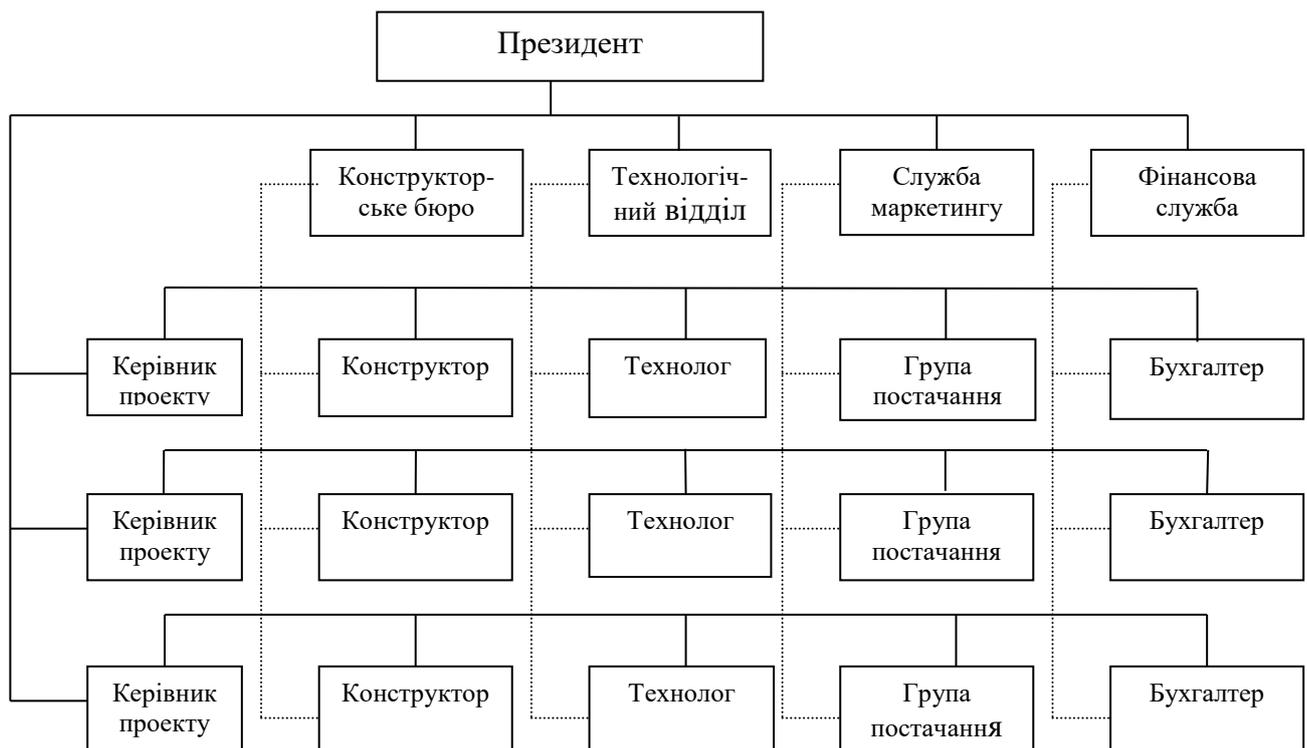 Президент
Конструктор-
ське бюро
Технологіч-
ний відділ
Служба
маркетингу
Фінансова
служба
Керівник
проекту
Конструктор
Технолог
Група
постачання
Бухгалтер
Керівник
проекту
Конструктор
Технолог
Група
постачання
Бухгалтер
Керівник
проекту
Конструктор
Технолог
Група
постачання
Бухгалтер